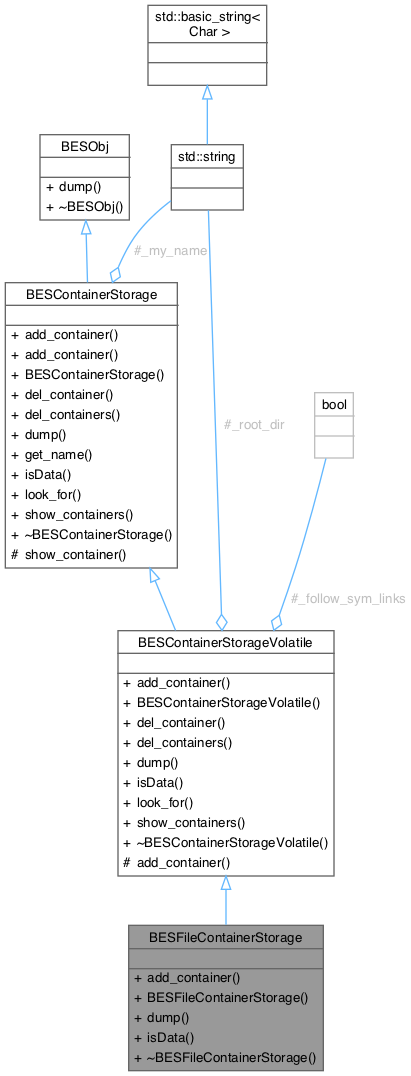 std::basic_string<
Char >
BESObj
+ dump()
+ ~BESObj()
std::string
#_my_name
BESContainerStorage
+ add_container()
+ add_container()
+ BESContainerStorage()
+ del_container()
+ del_containers()
+ dump()
+ get_name()
+ isData()
+ look_for()
+ show_containers()
+ ~BESContainerStorage()
# show_container()
bool
#_root_dir
#_follow_sym_links
BESContainerStorageVolatile
+ add_container()
+ BESContainerStorageVolatile()
+ del_container()
+ del_containers()
+ dump()
+ isData()
+ look_for()
+ show_containers()
+ ~BESContainerStorageVolatile()
# add_container()
BESFileContainerStorage
+ add_container()
+ BESFileContainerStorage()
+ dump()
+ isData()
+ ~BESFileContainerStorage()